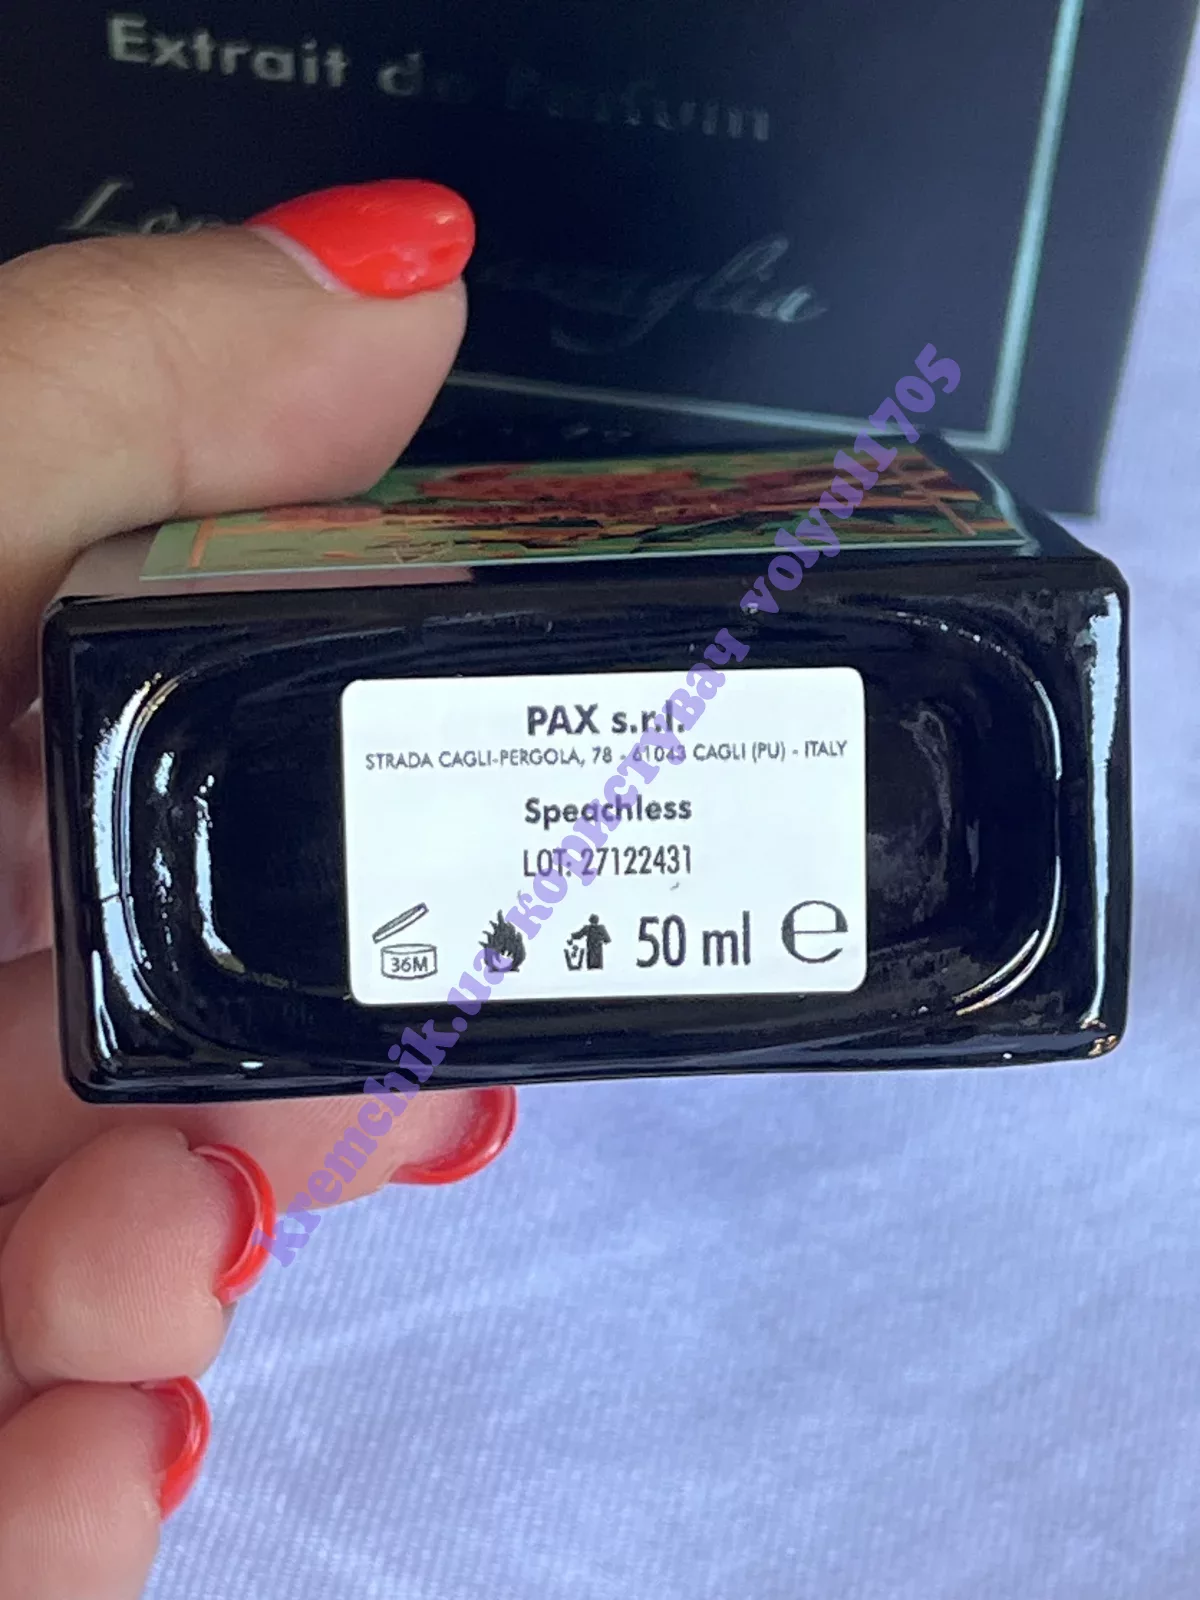 Extrait de Parfum
PAX s.r.l.
STRADA CAGLI-PERGOLA, 78 - 61043 CAGLI (PU) - ITALY
Speachless
LOT: 27122431
36M
50 ml ℮
kremchik.ua користувач volyul1705